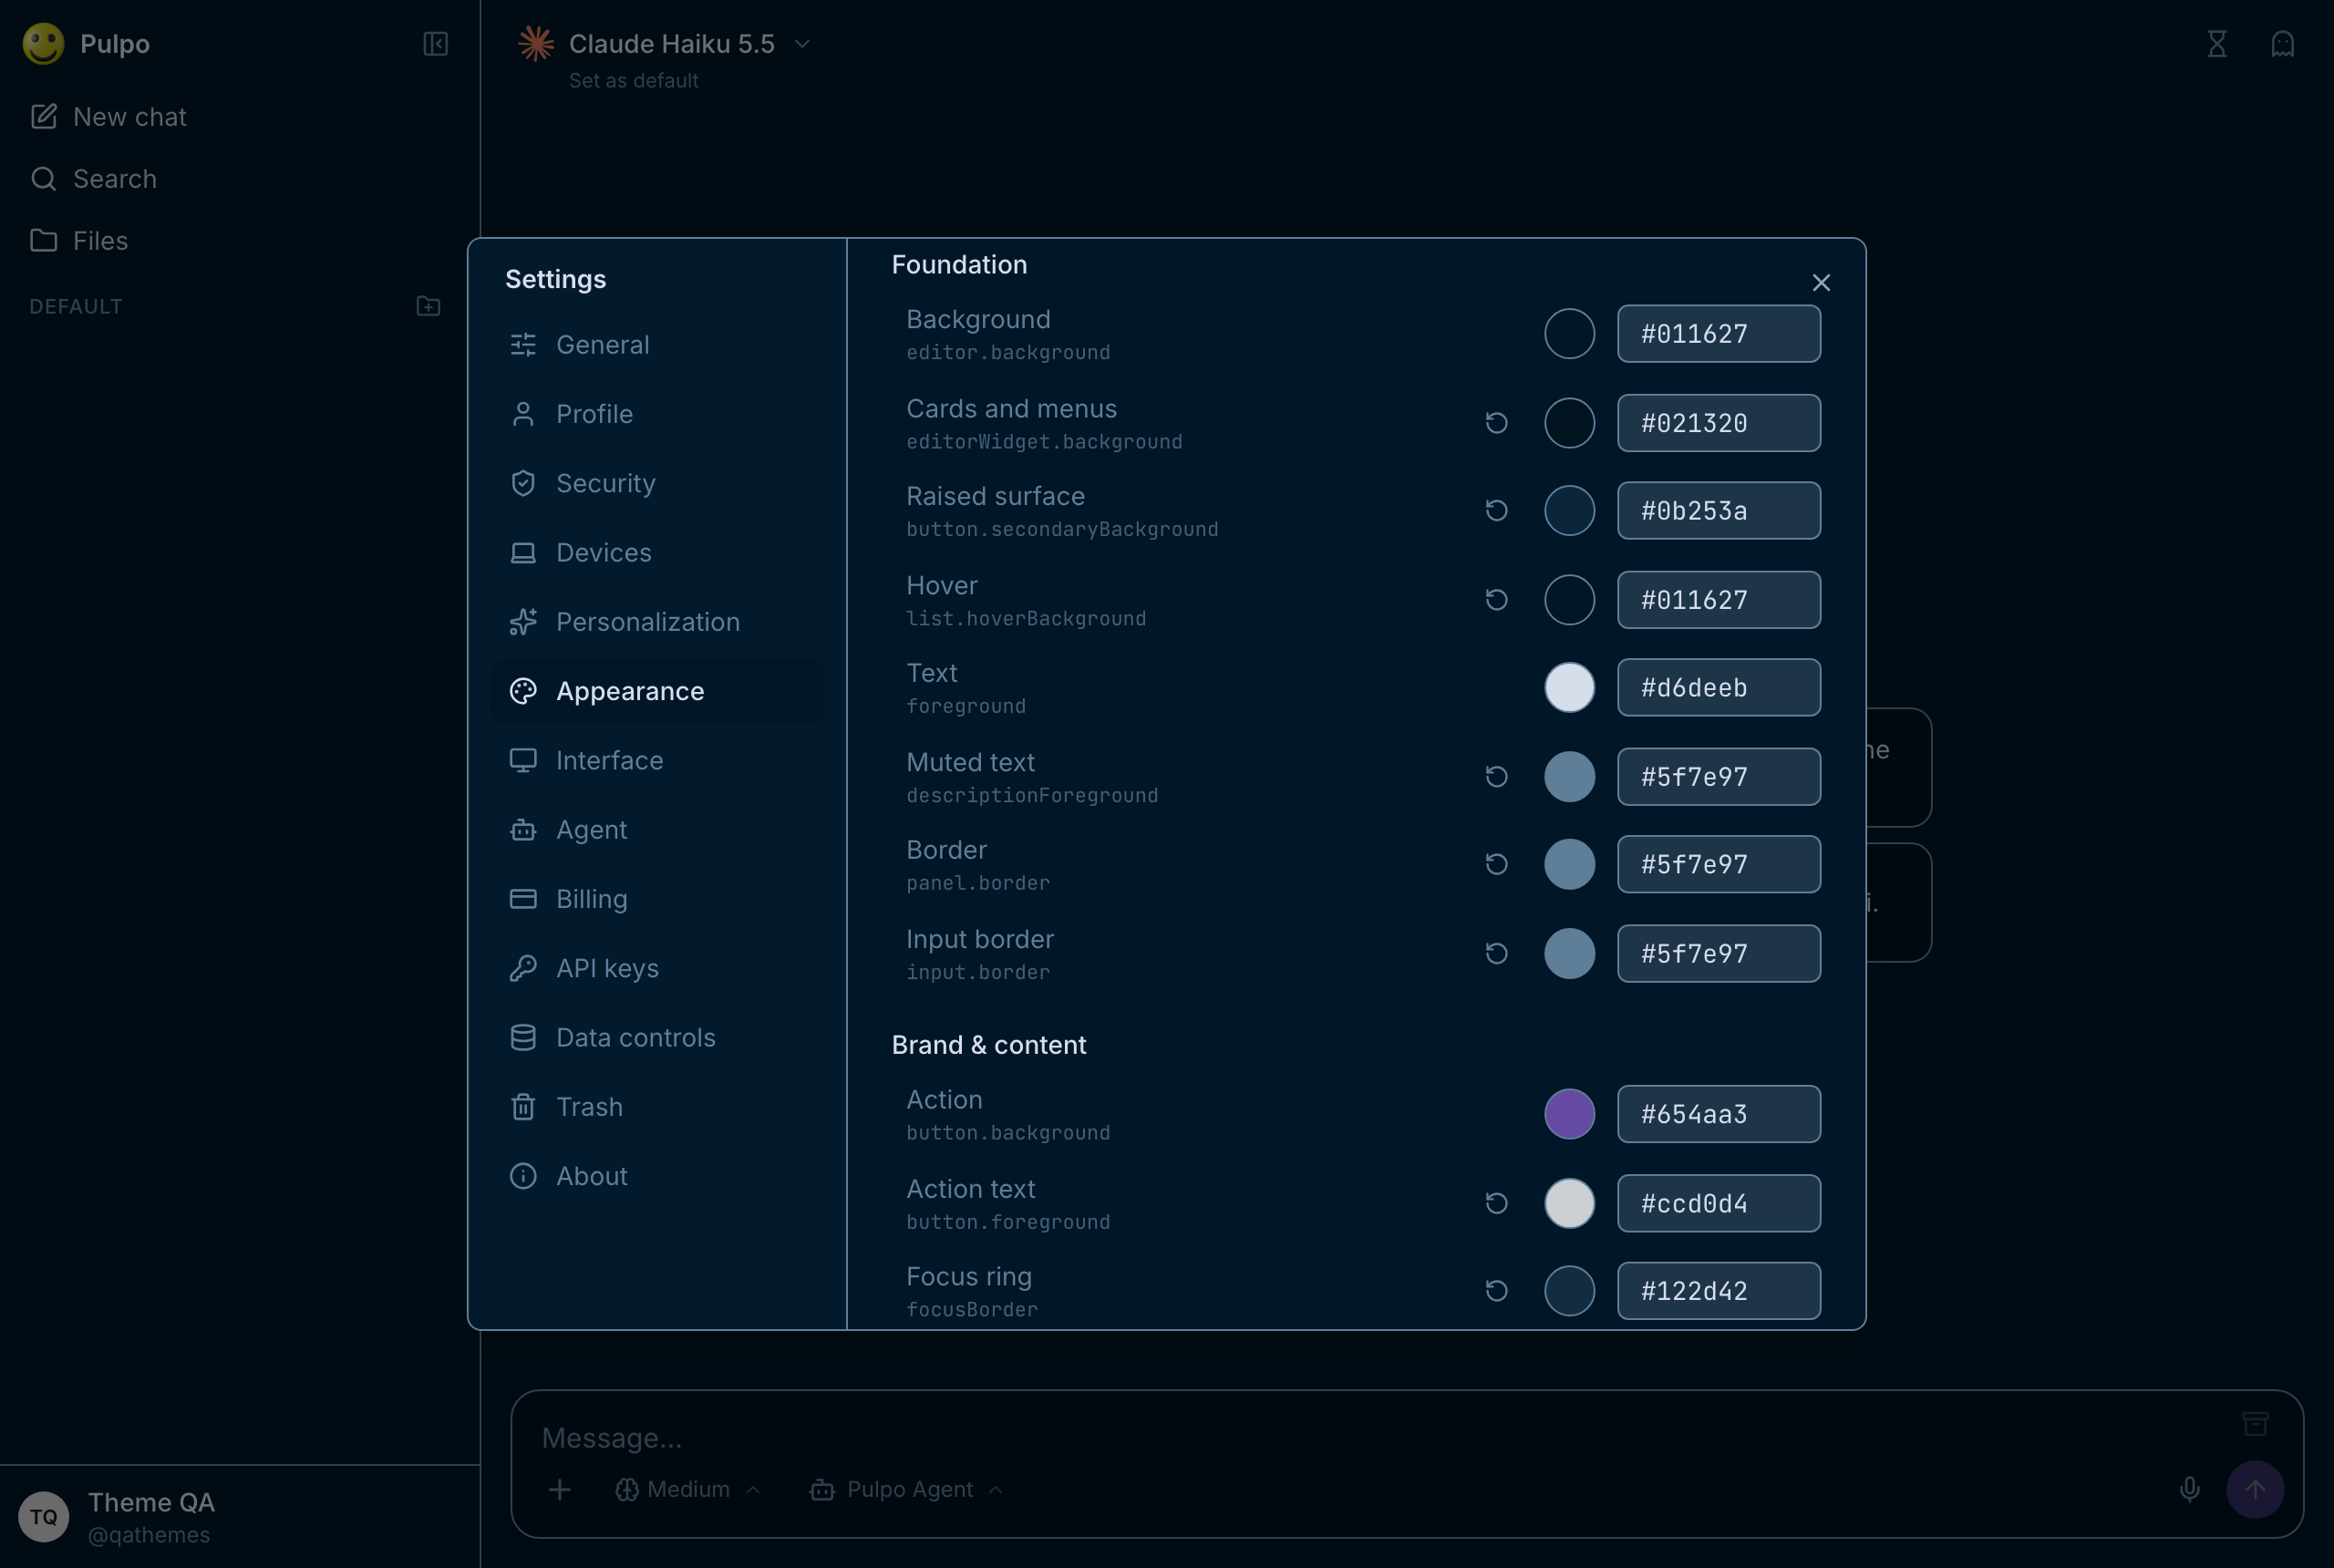 Pulpo
New chat
Search
Files
DEFAULT
Claude Haiku 5.5
Set as default
Settings
General
Profile
Security
Devices
Personalization
Appearance
Interface
Agent
Billing
API keys
Data controls
Trash
About
Foundation
Background
editor.background
#011627
Cards and menus
editorWidget.background
#021320
Raised surface
button.secondaryBackground
#0b253a
Hover
list.hoverBackground
#011627
Text
foreground
#d6deeb
Muted text
descriptionForeground
#5f7e97
Border
panel.border
#5f7e97
Input border
input.border
#5f7e97
Brand & content
Action
button.background
#654aa3
Action text
button.foreground
#ccd0d4
Focus ring
focusBorder
#122d42
Message...
Medium
Pulpo Agent
TQ
Theme QA
@qathemes